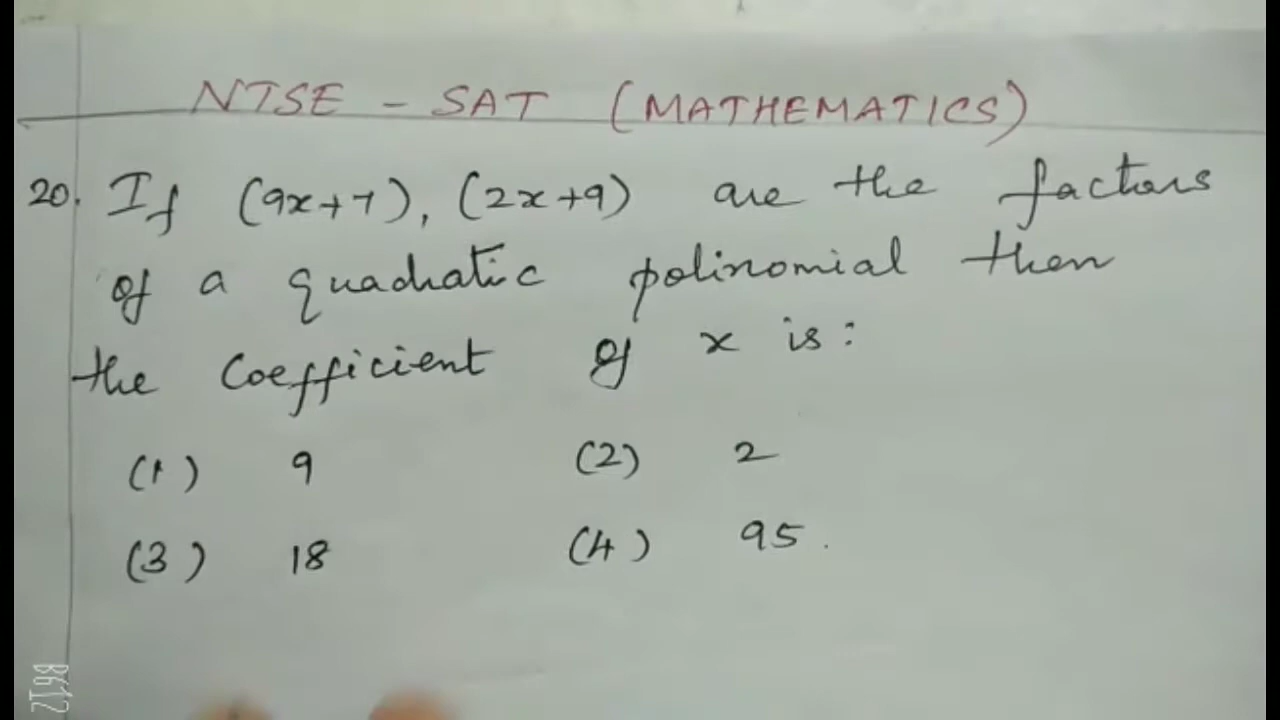 NTSE - SAT (MATHEMATICS)
20. If (9x+7), (2x+9) are the factors
of a quadratic polinomial then
the Coefficient of x is:
(1) 9 (2) 2
(3) 18 (4) 95.
B612